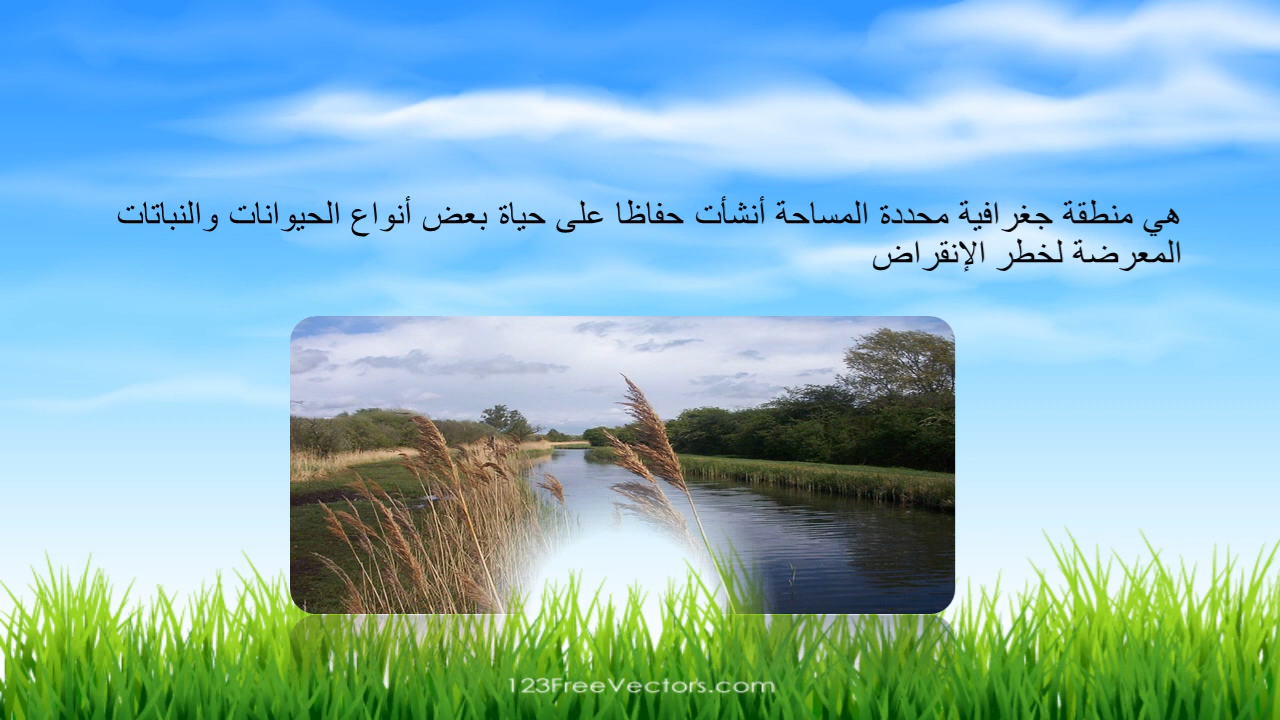 هي منطقة جغرافية محددة المساحة أنشأت حفاظا على حياة بعض أنواع الحيوانات والنباتات
المعرضة لخطر الإنقراض
123FreeVectors.com